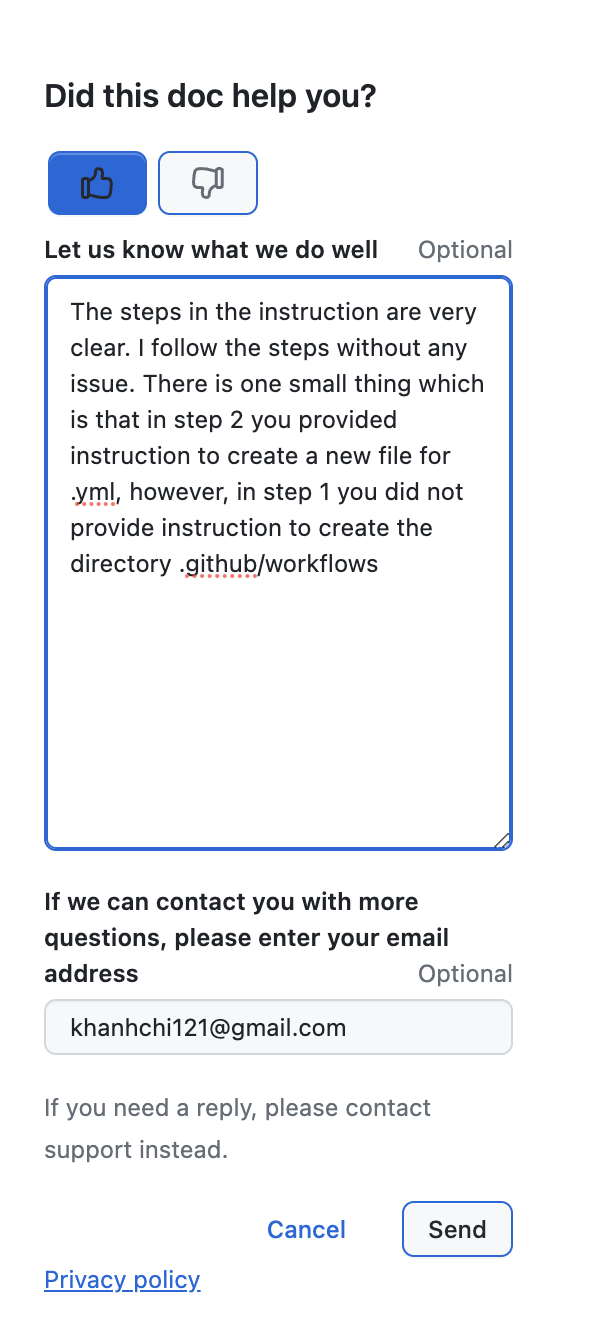 Did this doc help you?
Let us know what we do well Optional
The steps in the instruction are very
clear. I follow the steps without any
issue. There is one small thing which
is that in step 2 you provided
instruction to create a new file for
.yml, however, in step 1 you did not
provide instruction to create the
directory .github/workflows
If we can contact you with more
questions, please enter your email
address Optional
khanhchi121@gmail.com
If you need a reply, please contact
support instead.
Cancel Send
Privacy policy